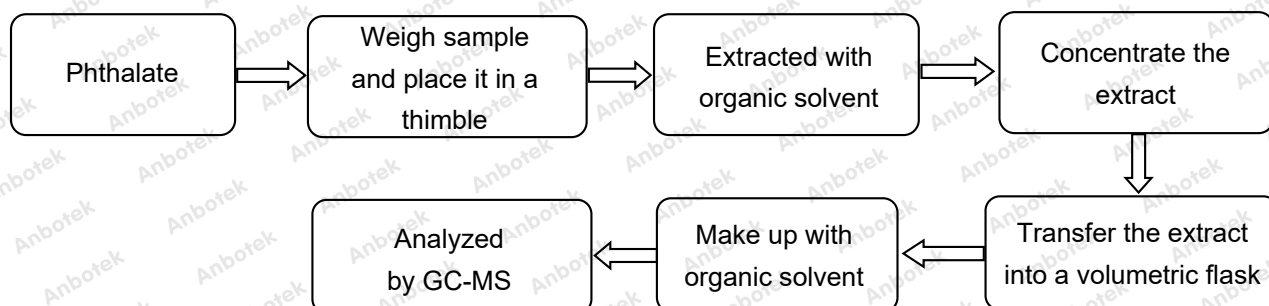 Phthalate
Weigh sample
and place it in a
thimble
Extracted with
organic solvent
Concentrate the
extract
Transfer the extract
into a volumetric flask
Make up with
organic solvent
Analyzed
by GC-MS
Anbotek